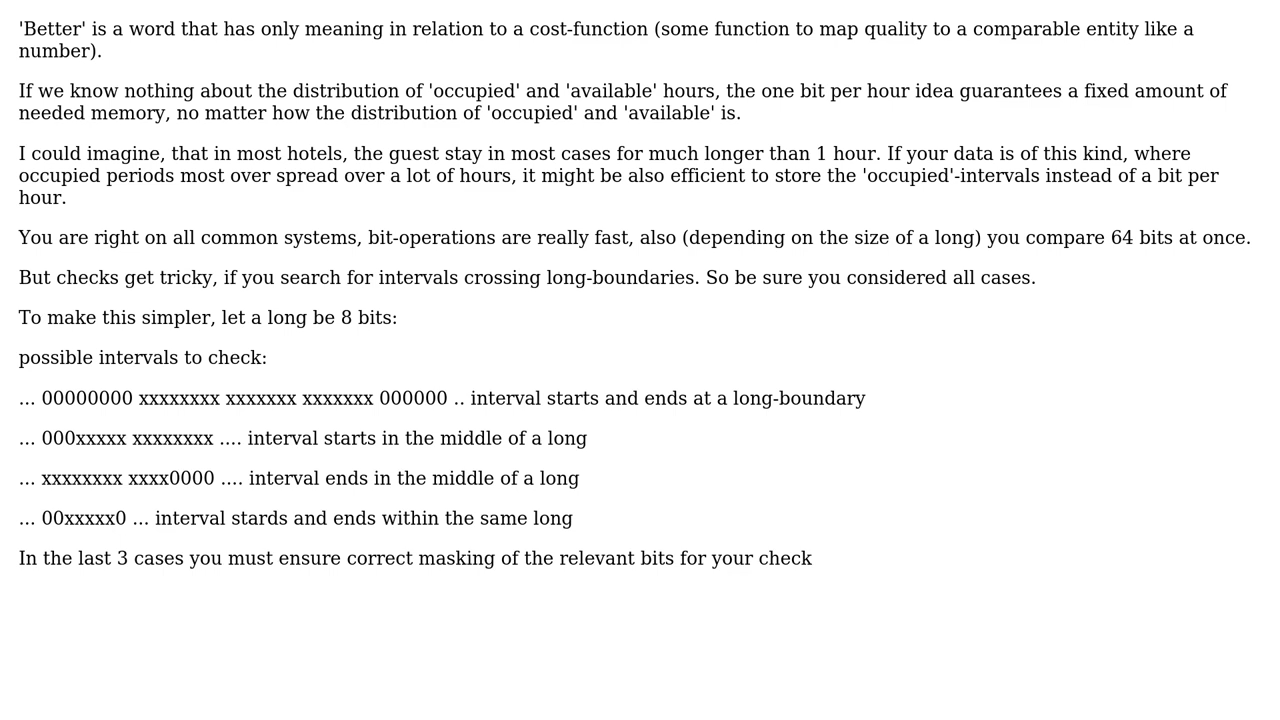 'Better' is a word that has only meaning in relation to a cost-function (some function to map quality to a comparable entity like a
number).
If we know nothing about the distribution of 'occupied' and 'available' hours, the one bit per hour idea guarantees a fixed amount of
needed memory, no matter how the distribution of 'occupied' and 'available' is.
I could imagine, that in most hotels, the guest stay in most cases for much longer than 1 hour. If your data is of this kind, where
occupied periods most over spread over a lot of hours, it might be also efficient to store the 'occupied'-intervals instead of a bit per
hour.
You are right on all common systems, bit-operations are really fast, also (depending on the size of a long) you compare 64 bits at once.
But checks get tricky, if you search for intervals crossing long-boundaries. So be sure you considered all cases.
To make this simpler, let a long be 8 bits:
possible intervals to check:
... 00000000 xxxxxxxx xxxxxxx xxxxxxx 000000 .. interval starts and ends at a long-boundary
... 000xxxxx xxxxxxxx .... interval starts in the middle of a long
... xxxxxxxx xxxx0000 .... interval ends in the middle of a long
... 00xxxxx0 ... interval stards and ends within the same long
In the last 3 cases you must ensure correct masking of the relevant bits for your check